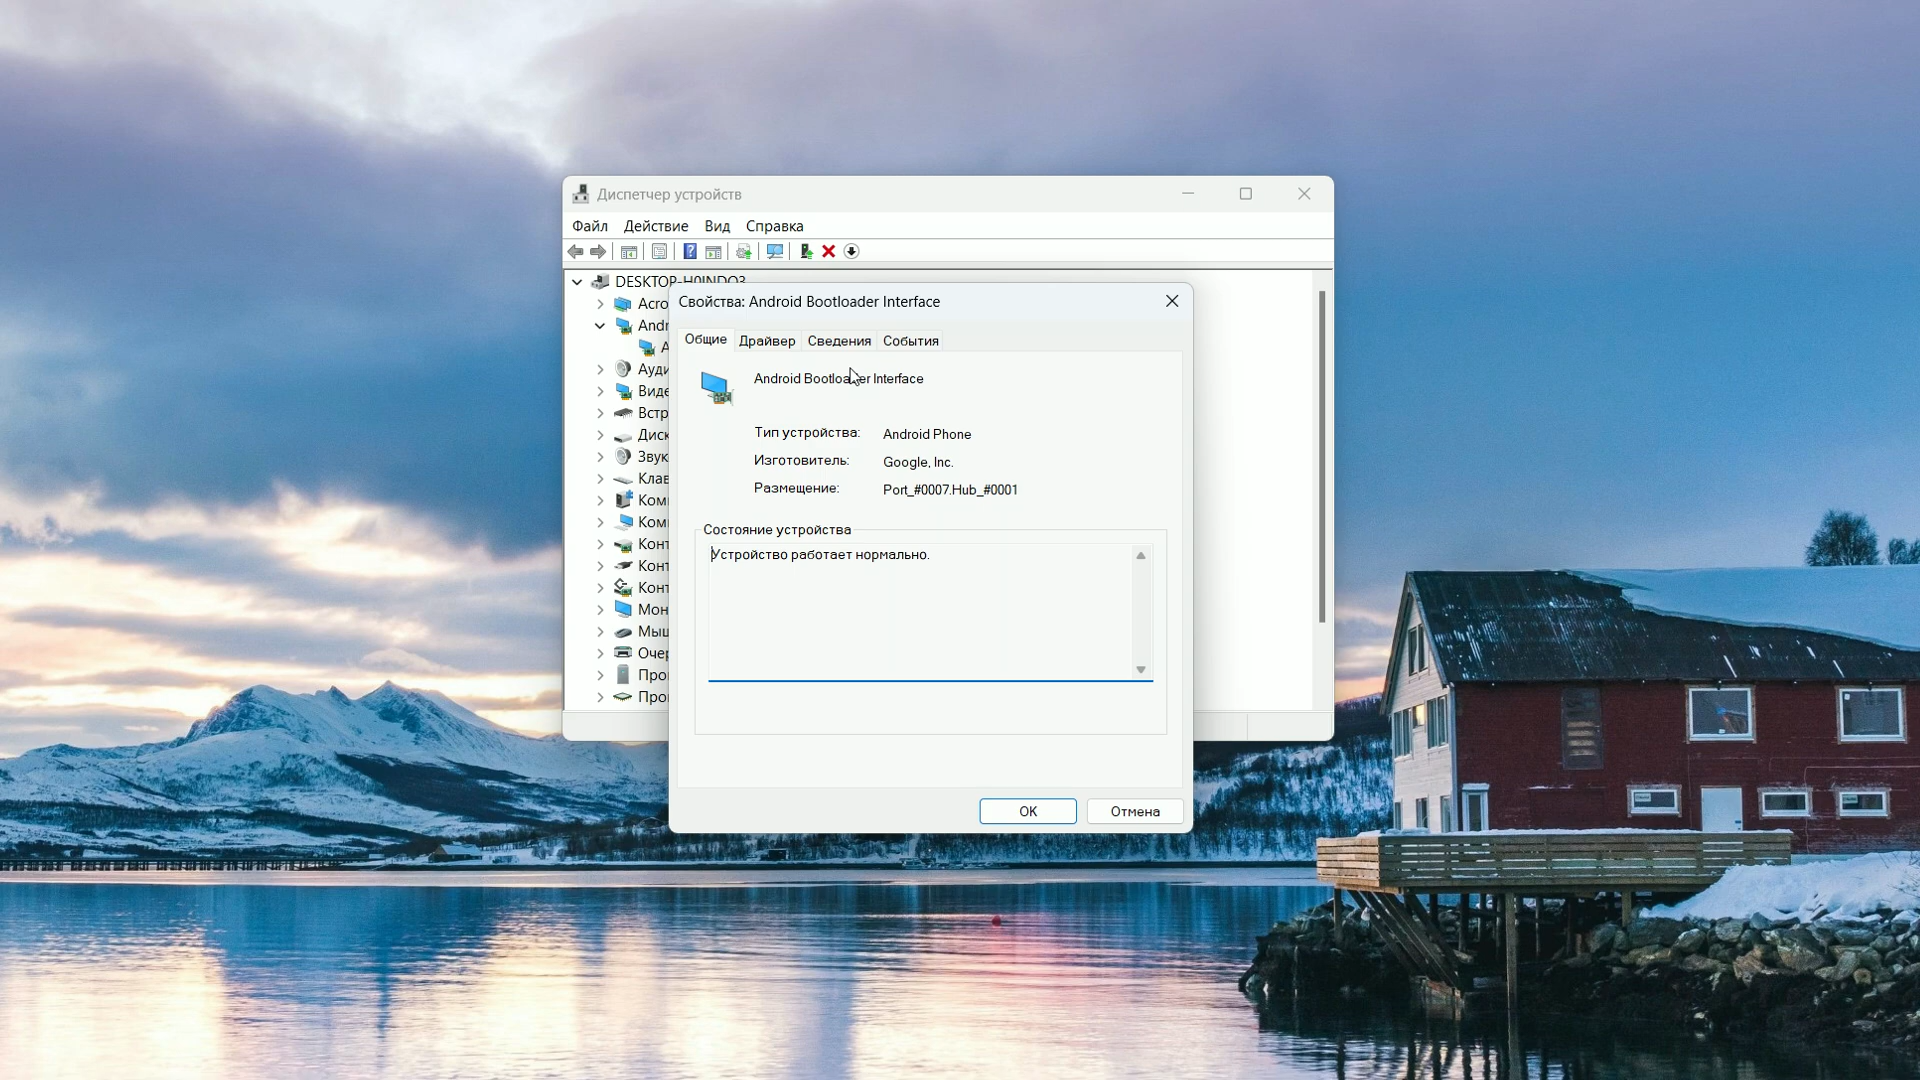 Диспетчер устройств
Файл Действие Вид Справка
DESKTOP-H0INDO3
Acro
Andr
A
Ауди
Виде
Встр
Диск
Звук
Клав
Ком
Ком
Конт
Конт
Конт
Мон
Мыш
Очер
Про
Про
Свойства: Android Bootloader Interface
Общие Драйвер Сведения События
Android Bootloader Interface
Тип устройства: Android Phone
Изготовитель: Google, Inc.
Размещение: Port_#0007.Hub_#0001
Состояние устройства
Устройство работает нормально.
ОК Отмена